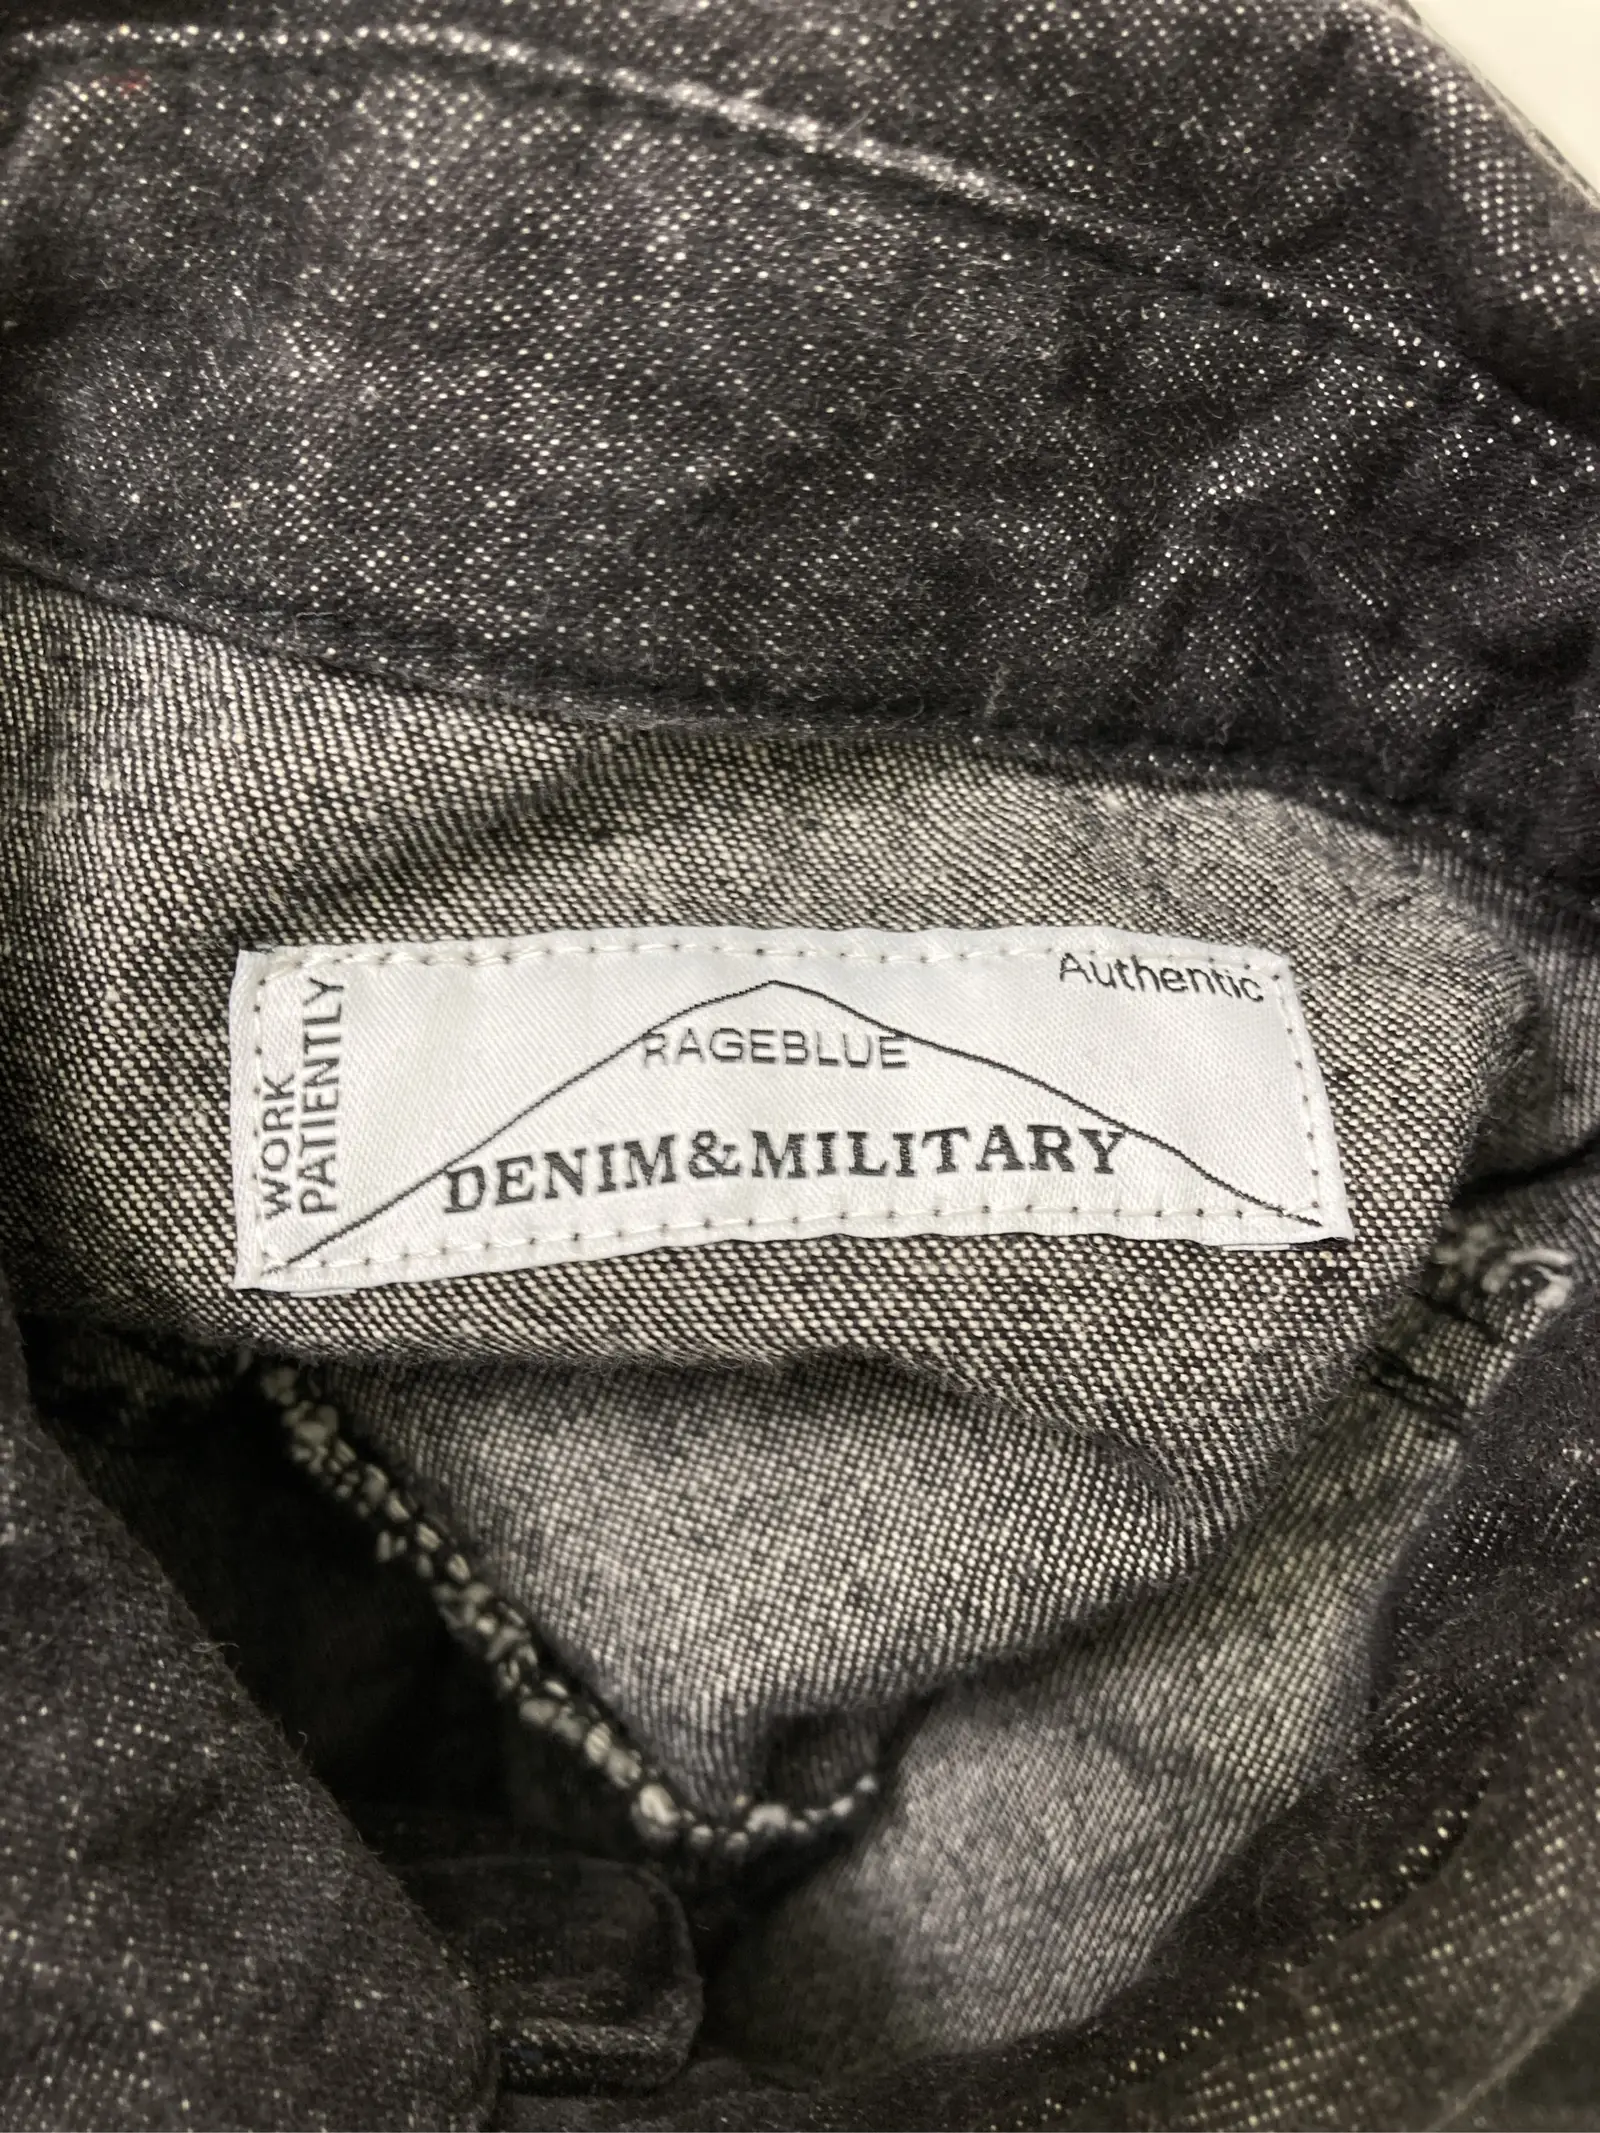 WORK
PATIENTLY
Authentic
RAGEBLUE
DENIM&MILITARY